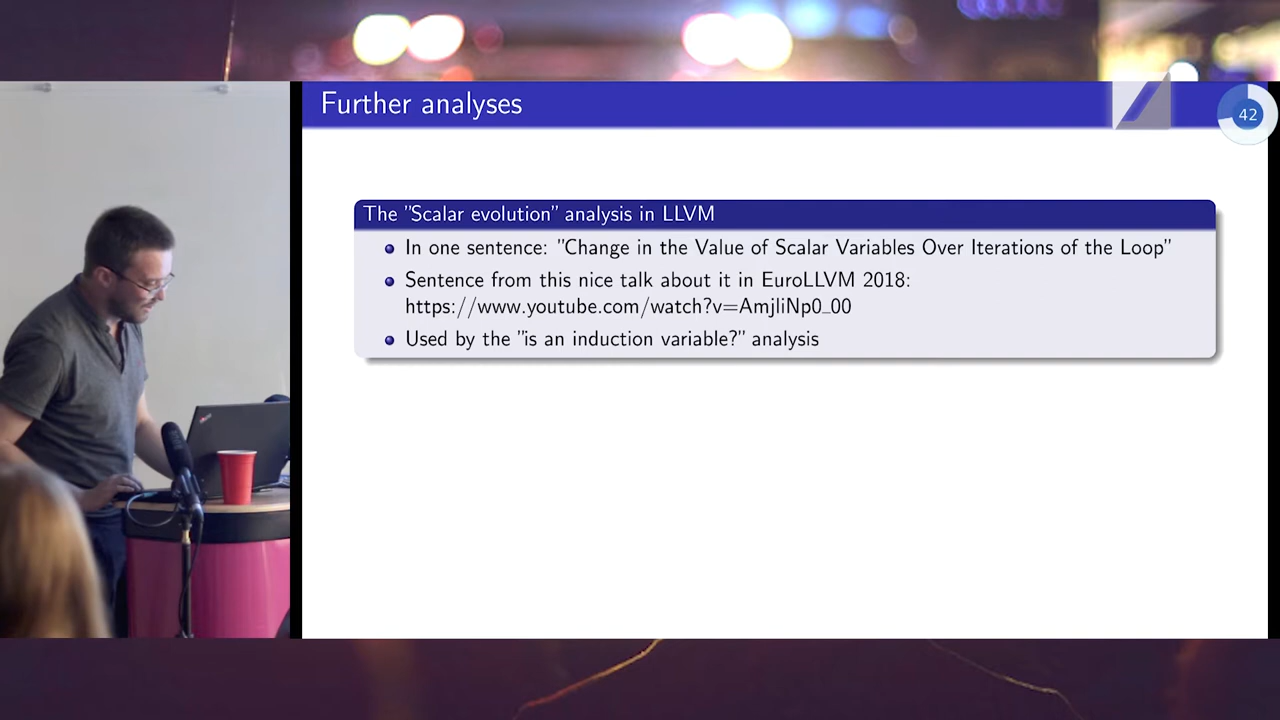 Further analyses
42
The "Scalar evolution" analysis in LLVM
In one sentence: "Change in the Value of Scalar Variables Over Iterations of the Loop"
Sentence from this nice talk about it in EuroLLVM 2018:
https://www.youtube.com/watch?v=AmjliNp0_00
Used by the "is an induction variable?" analysis